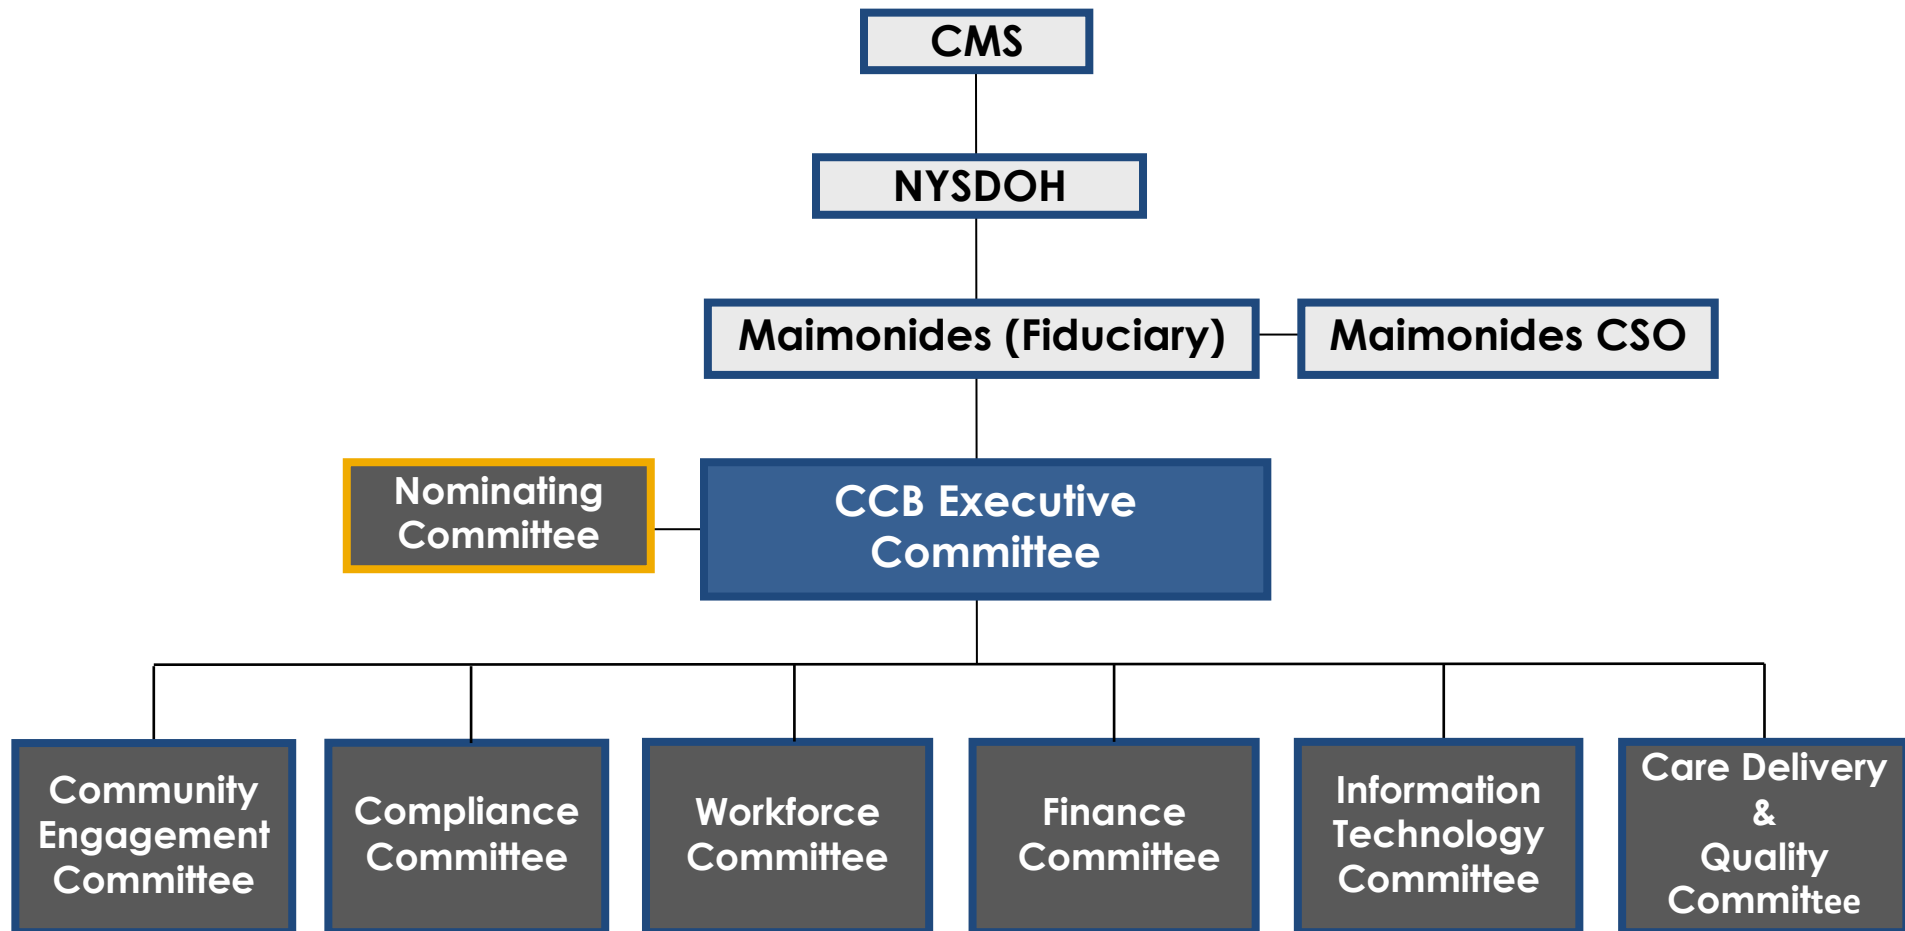 CMS
NYSDOH
Maimonides (Fiduciary)
Maimonides CSO
Nominating
Committee
CCB Executive
Committee
Community
Engagement
Committee
Compliance
Committee
Workforce
Committee
Finance
Committee
Information
Technology
Committee
Care Delivery
&
Quality
Committee